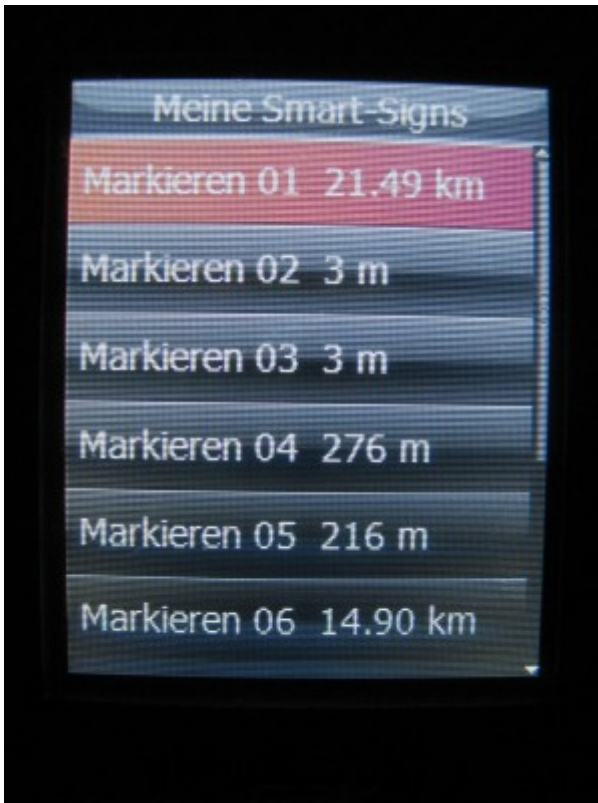 Meine Smart-Signs
Markieren 01 21.49 km
Markieren 02 3 m
Markieren 03 3 m
Markieren 04 276 m
Markieren 05 216 m
Markieren 06 14.90 km